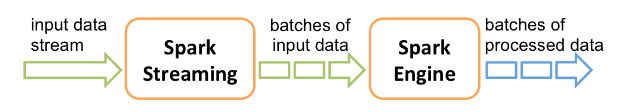 input data
stream
Spark
Streaming
batches of
input data
Spark
Engine
batches of
processed data